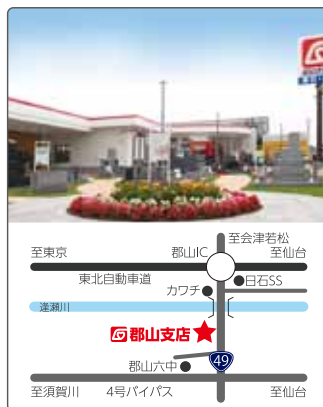 至会津若松
至東京
郡山IC
至仙台
東北自動車道
日石SS
カワチ
逢瀬川
郡山支店
49
郡山六中
至須賀川
4号バイパス
至仙台